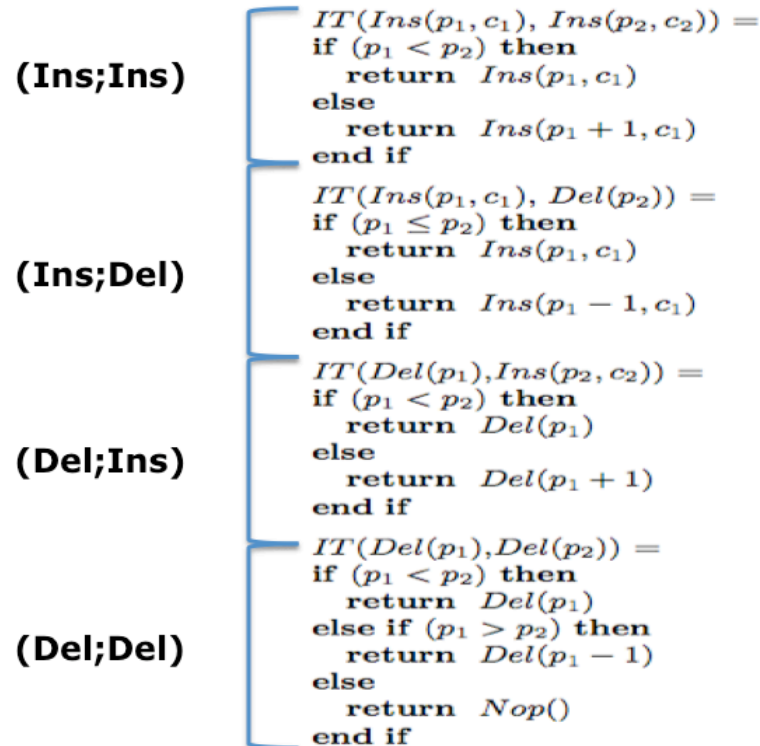 (Ins;Ins)
IT(Ins(p₁, c₁), Ins(p₂, c₂)) =
if (p₁ < p₂) then
return Ins(p₁, c₁)
else
return Ins(p₁ + 1, c₁)
end if
(Ins;Del)
IT(Ins(p₁, c₁), Del(p₂)) =
if (p₁ ≤ p₂) then
return Ins(p₁, c₁)
else
return Ins(p₁ − 1, c₁)
end if
(Del;Ins)
IT(Del(p₁),Ins(p₂, c₂)) =
if (p₁ < p₂) then
return Del(p₁)
else
return Del(p₁ + 1)
end if
(Del;Del)
IT(Del(p₁),Del(p₂)) =
if (p₁ < p₂) then
return Del(p₁)
else if (p₁ > p₂) then
return Del(p₁ − 1)
else
return Nop()
end if